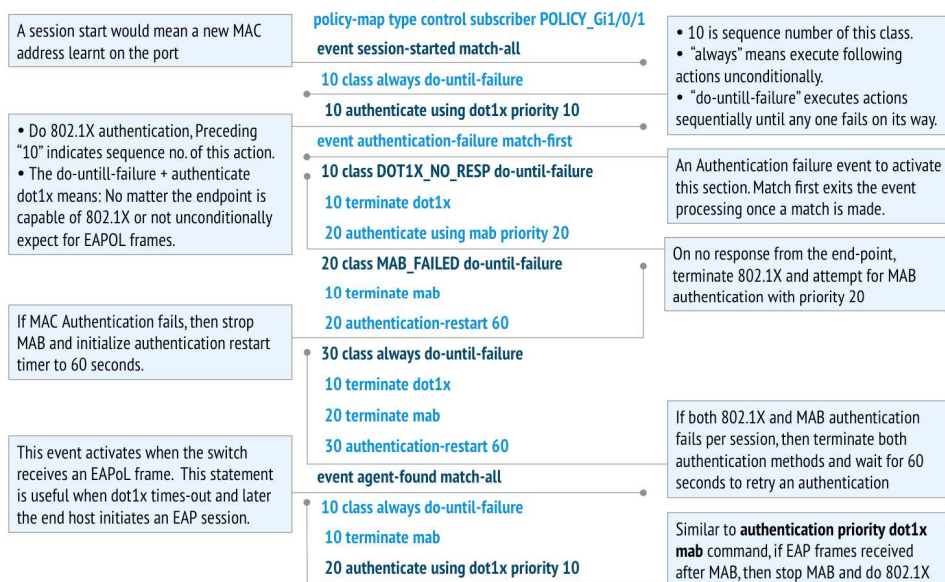 policy-map type control subscriber POLICY_Gi1/0/1
event session-started match-all
10 class always do-until-failure
10 authenticate using dot1x priority 10
event authentication-failure match-first
10 class DOT1X_NO_RESP do-until-failure
10 terminate dot1x
20 authenticate using mab priority 20
20 class MAB_FAILED do-until-failure
10 terminate mab
20 authentication-restart 60
30 class always do-until-failure
10 terminate dot1x
20 terminate mab
30 authentication-restart 60
event agent-found match-all
10 class always do-until-failure
10 terminate mab
20 authenticate using dot1x priority 10
A session start would mean a new MAC
address learnt on the port
• Do 802.1X authentication, Preceding
"10" indicates sequence no. of this action.
• The do-untill-failure + authenticate
dot1x means: No matter the endpoint is
capable of 802.1X or not unconditionally
expect for EAPOL frames.
If MAC Authentication fails, then strop
MAB and initialize authentication restart
timer to 60 seconds.
This event activates when the switch
receives an EAPoL frame. This statement
is useful when dot1x times-out and later
the end host initiates an EAP session.
• 10 is sequence number of this class.
• "always" means execute following
actions unconditionally.
• "do-untill-failure" executes actions
sequentially until any one fails on its way.
An Authentication failure event to activate
this section. Match first exits the event
processing once a match is made.
On no response from the end-point,
terminate 802.1X and attempt for MAB
authentication with priority 20
If both 802.1X and MAB authentication
fails per session, then terminate both
authentication methods and wait for 60
seconds to retry an authentication
Similar to authentication priority dot1x
mab command, if EAP frames received
after MAB, then stop MAB and do 802.1X